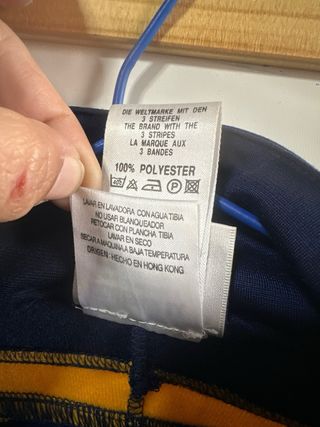 DIE WELTMARKE MIT DEN
3 STREIFEN
THE BRAND WITH THE
3 STRIPES
LA MARQUE AUX
3 BANDES
100% POLYESTER
40°
P
LAVAR EN LAVADORA CON AGUA TIBIA
NO USAR BLANQUEADOR
RETOCAR CON PLANCHA TIBIA
LAVAR EN SECO
SECAR A MAQUINA A BAJA TEMPERATURA
ORIGEN: HECHO EN HONG KONG